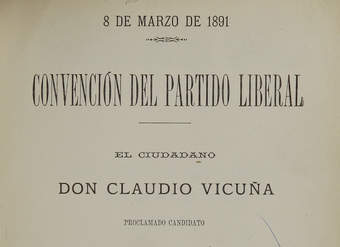 8 DE MARZO DE 1891
CONVENCIÓN DEL PARTIDO LIBERAL
EL CIUDADANO
DON CLAUDIO VICUÑA
PROCLAMADO CANDIDATO